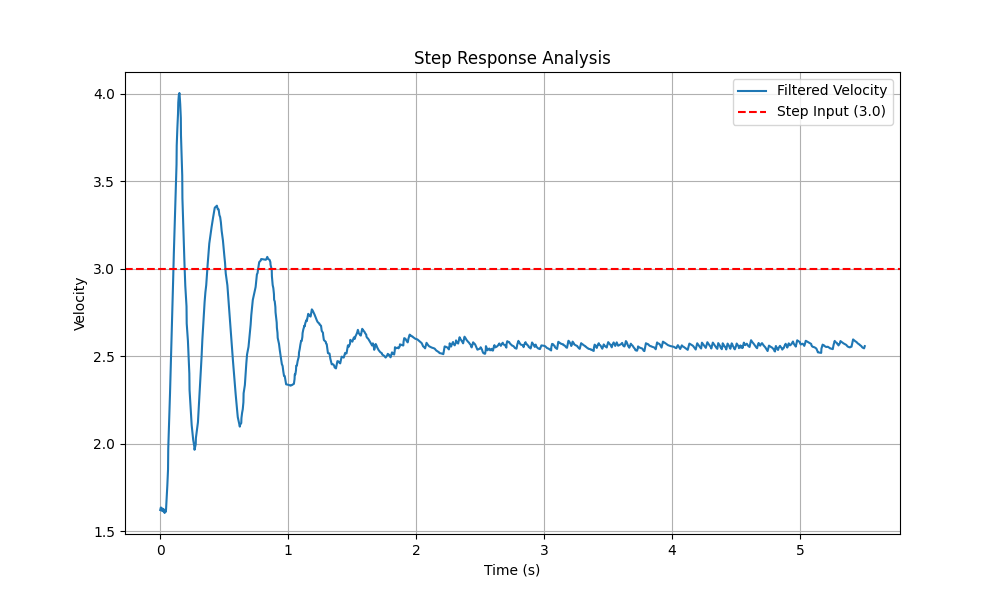 Step Response Analysis
Filtered Velocity
Step Input (3.0)
4.0
3.5
3.0
2.5
2.0
1.5
Velocity
0 1 2 3 4 5
Time (s)